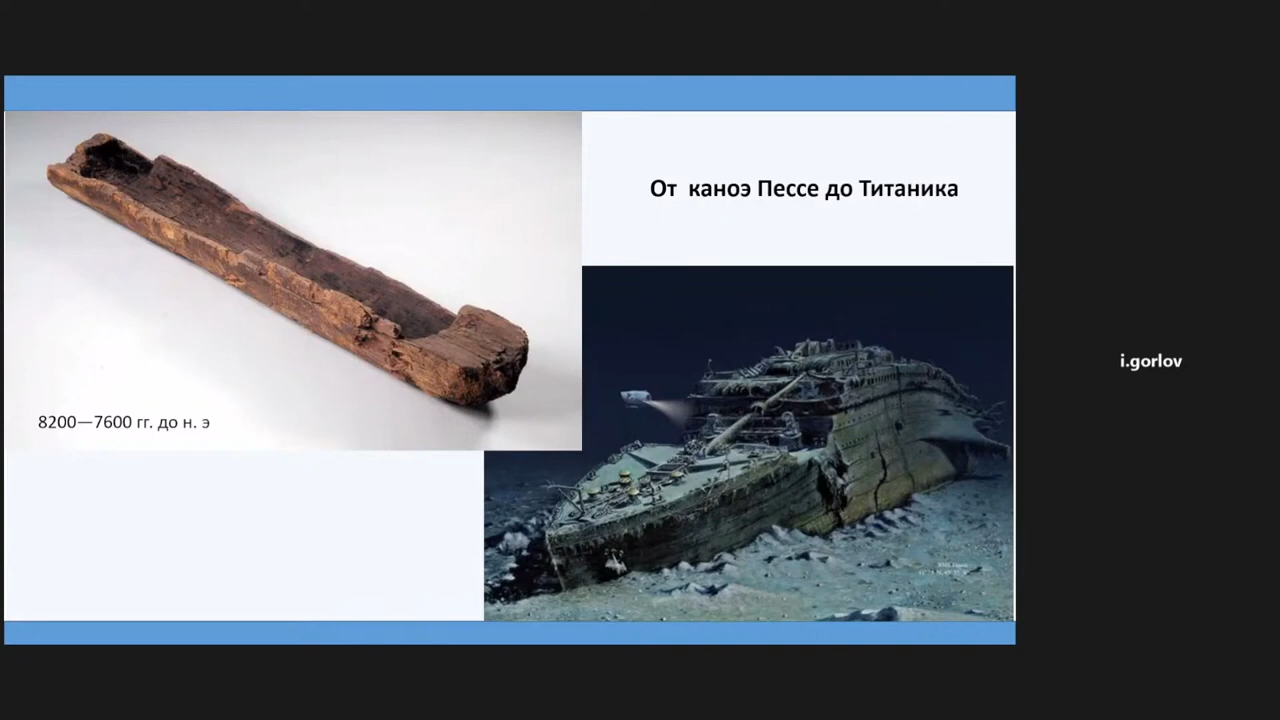 От каноэ Пессе до Титаника
8200—7600 гг. до н. э
i.gorlov